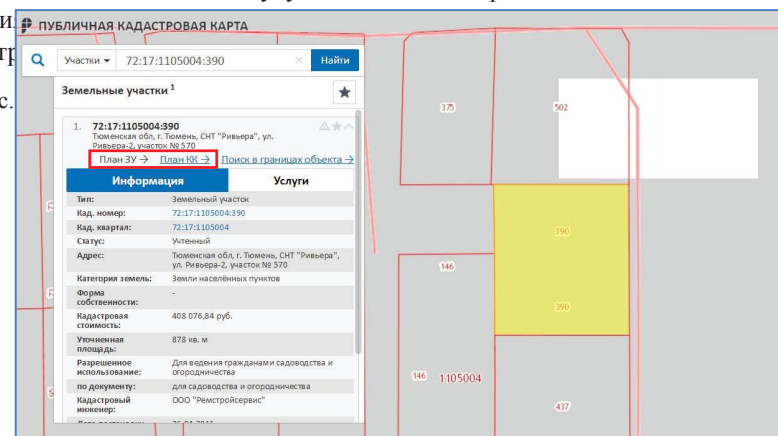 ПУБЛИЧНАЯ КАДАСТРОВАЯ КАРТА
Участки 72:17:1105004:390 × Найти
Земельные участки 1
1. 72:17:1105004:390
Тюменская обл, г. Тюмень, СНТ "Ривьера", ул.
Ривьера-2, участок № 570
План ЗУ → План КК → Поиск в границах объекта →
Информация Услуги
Тип: Земельный участок
Кад. номер: 72:17:1105004:390
Кад. квартал: 72:17:1105004
Статус: Учтенный
Адрес: Тюменская обл, г. Тюмень, СНТ "Ривьера",
ул. Ривьера-2, участок № 570
Категория земель: Земли населённых пунктов
Форма
собственности: -
Кадастровая
стоимость: 408 076,84 руб.
Уточненная
площадь: 878 кв. м
Разрешенное
использование: Для ведения гражданами садоводства и
огородничества
по документу: для садоводства и огородничества
Кадастровый
инженер: ООО "Ремстройсервис"
375
502
390
146
390
146
1105004
437